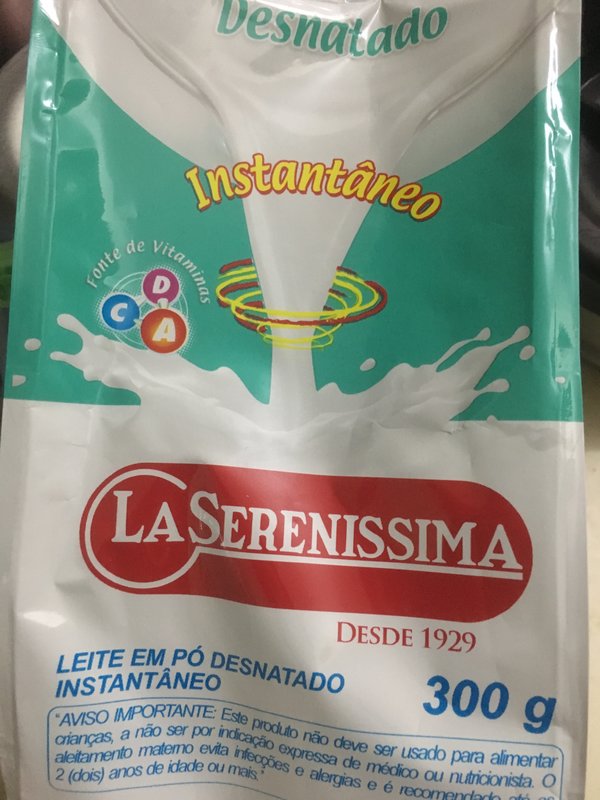 Desnatado
Instantâneo
Fonte de Vitaminas
D
C
A
LA SERENISSIMA
DESDE 1929
LEITE EM PÓ DESNATADO
INSTANTÂNEO
300 g
"AVISO IMPORTANTE: Este produto não deve ser usado para alimentar
crianças, a não ser por indicação expressa de médico ou nutricionista. O
aleitamento materno evita infecções e alergias e é recomendado até os
2 (dois) anos de idade ou mais."